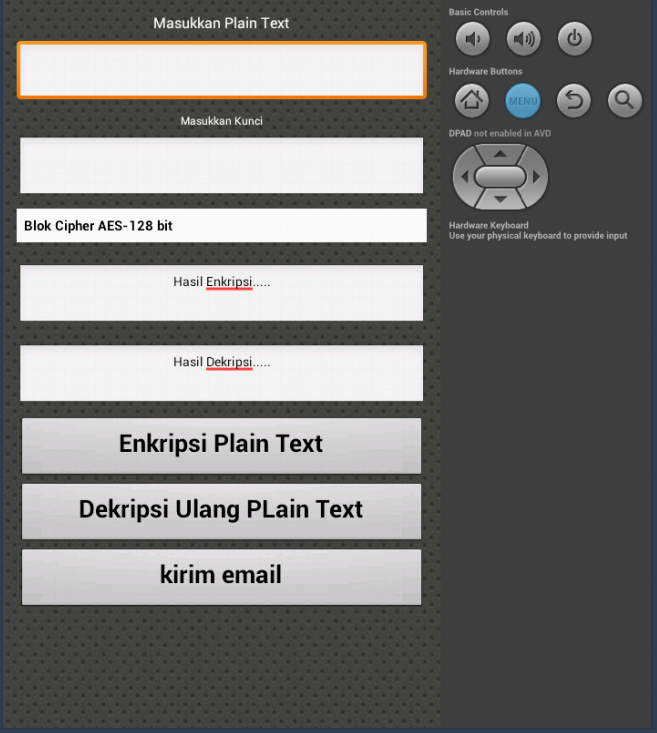 Masukkan Plain Text
Masukkan Kunci
Blok Cipher AES-128 bit
Hasil Enkripsi.....
Hasil Dekripsi.....
Enkripsi Plain Text
Dekripsi Ulang PLain Text
kirim email
Basic Controls
Hardware Buttons
MENU
DPAD not enabled in AVD
Hardware Keyboard
Use your physical keyboard to provide input